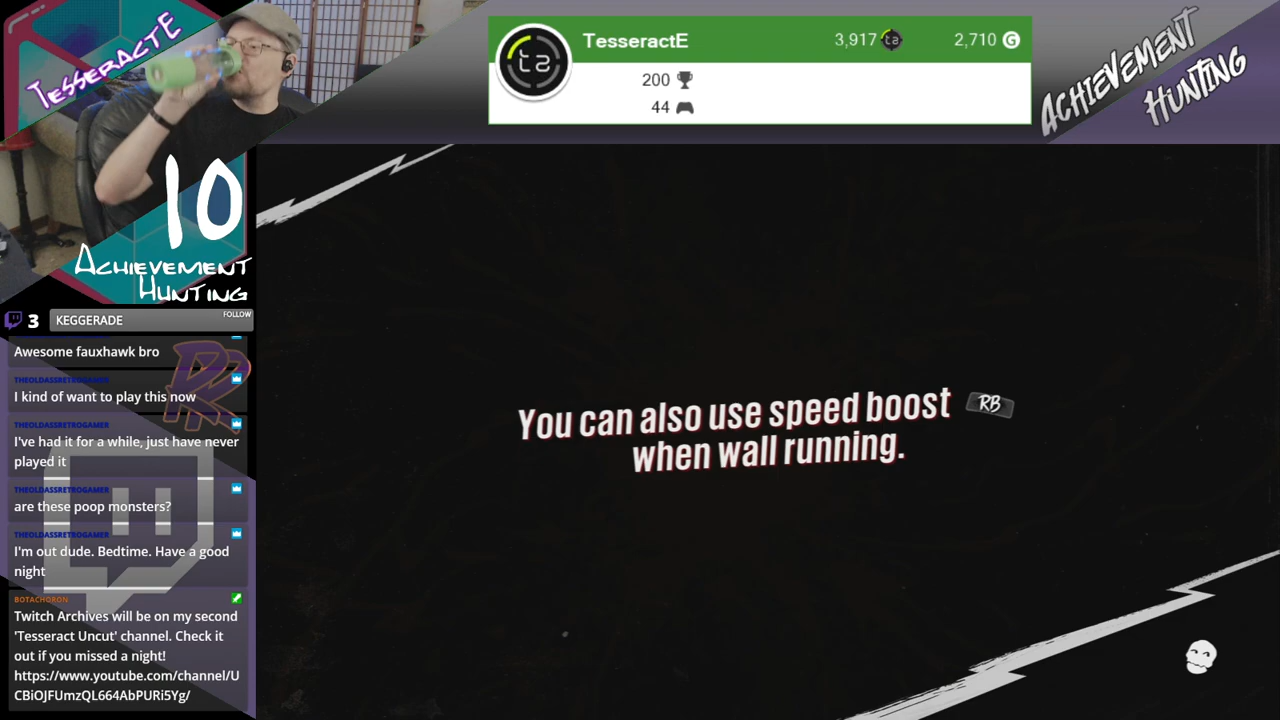 TESSERACTE
10
ACHIEVEMENT
HUNTING
TesseractE
3,917
2,710 G
200
44
ACHIEVEMENT
HUNTING
3
KEGGERADE
FOLLOW
Awesome fauxhawk bro
THEOLDASSRETROGAMER
I kind of want to play this now
THEOLDASSRETROGAMER
I've had it for a while, just have never
played it
THEOLDASSRETROGAMER
are these poop monsters?
THEOLDASSRETROGAMER
I'm out dude. Bedtime. Have a good
night
BOTACHORON
Twitch Archives will be on my second
'Tesseract Uncut' channel. Check it
out if you missed a night!
https://www.youtube.com/channel/U
CBiOJFUmzQL664AbPURi5Yg/
You can also use speed boost RB
when wall running.